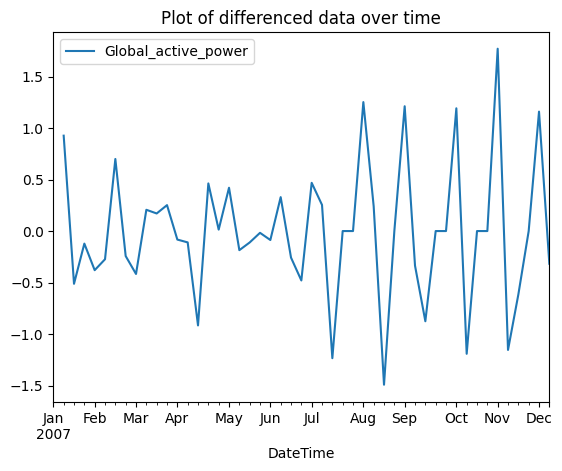 Plot of differenced data over time
Global_active_power
1.5
1.0
0.5
0.0
−0.5
−1.0
−1.5
Jan Feb Mar Apr May Jun Jul Aug Sep Oct Nov Dec
2007
DateTime